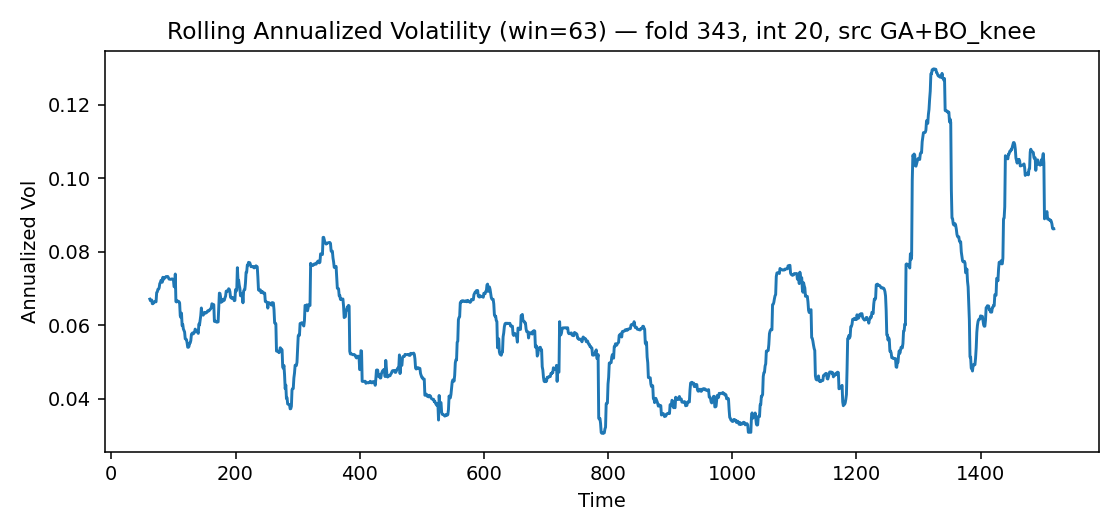 Rolling Annualized Volatility (win=63) — fold 343, int 20, src GA+BO_knee
Annualized Vol
0.12
0.10
0.08
0.06
0.04
0 200 400 600 800 1000 1200 1400
Time